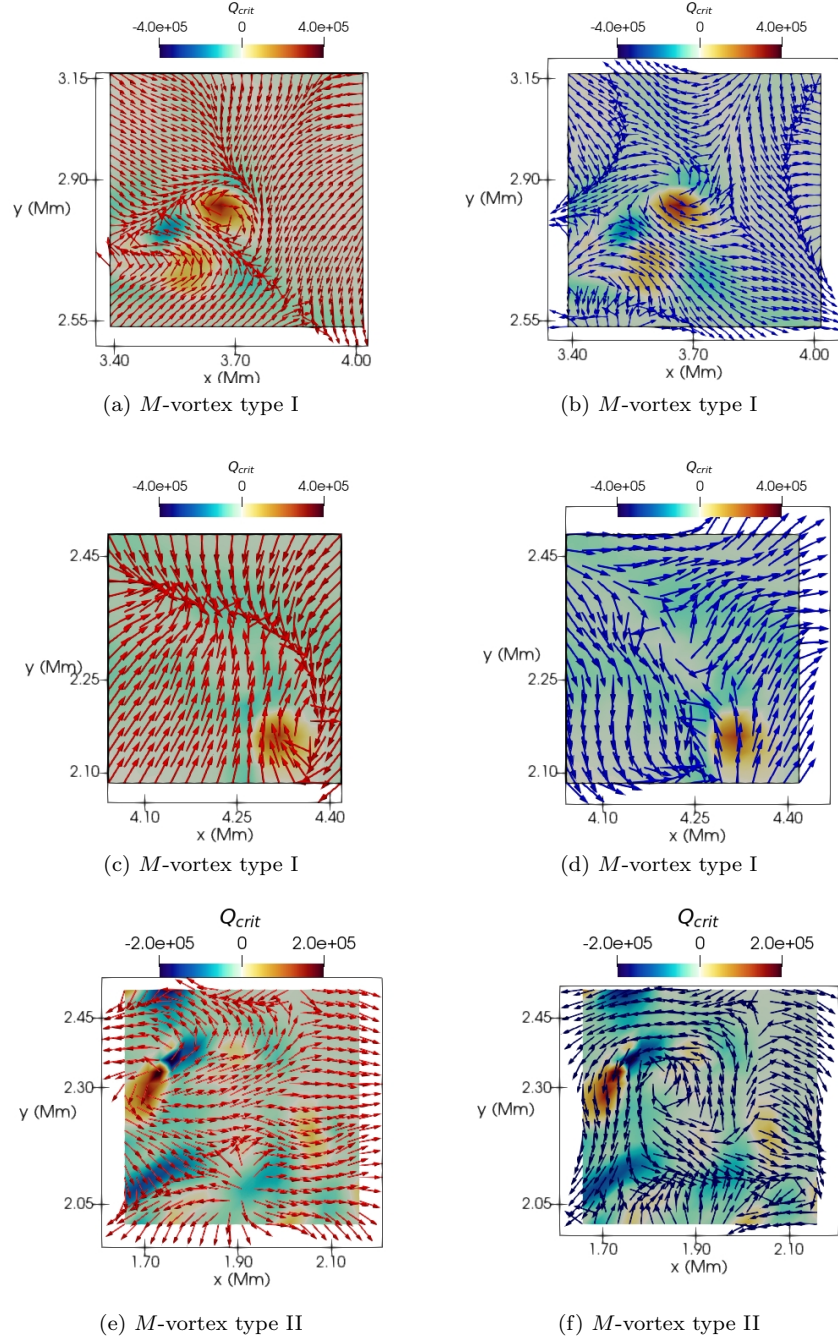 Q_crit
-4.0e+05 0 4.0e+05
3.15
2.90
y (Mm)
2.55
3.40 3.70 4.00
x (Mm)
(a) M-vortex type I
Q_crit
-4.0e+05 0 4.0e+05
3.15
2.90
y (Mm)
2.55
3.40 3.70 4.00
x (Mm)
(b) M-vortex type I
Q_crit
-4.0e+05 0 4.0e+05
2.45
y (Mm)
2.25
2.10
4.10 4.25 4.40
x (Mm)
(c) M-vortex type I
Q_crit
-4.0e+05 0 4.0e+05
2.45
y (Mm)
2.25
2.10
4.10 4.25 4.40
x (Mm)
(d) M-vortex type I
Q_crit
-2.0e+05 0 2.0e+05
2.45
2.30
y (Mm)
2.05
1.70 1.90 2.10
x (Mm)
(e) M-vortex type II
Q_crit
-2.0e+05 0 2.0e+05
2.45
2.30
y (Mm)
2.05
1.70 1.90 2.10
x (Mm)
(f) M-vortex type II